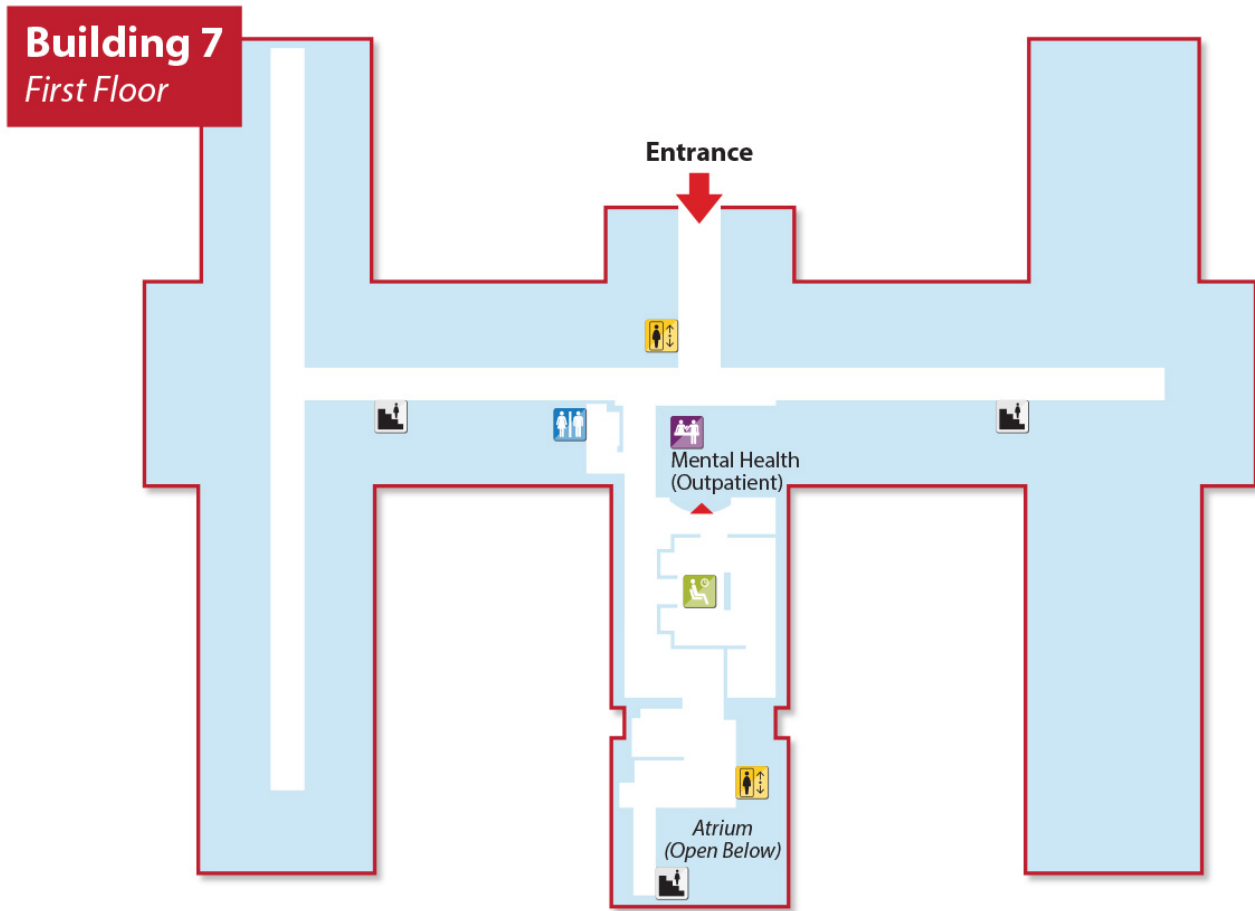 Building 7
First Floor
Entrance
Mental Health
(Outpatient)
Atrium
(Open Below)